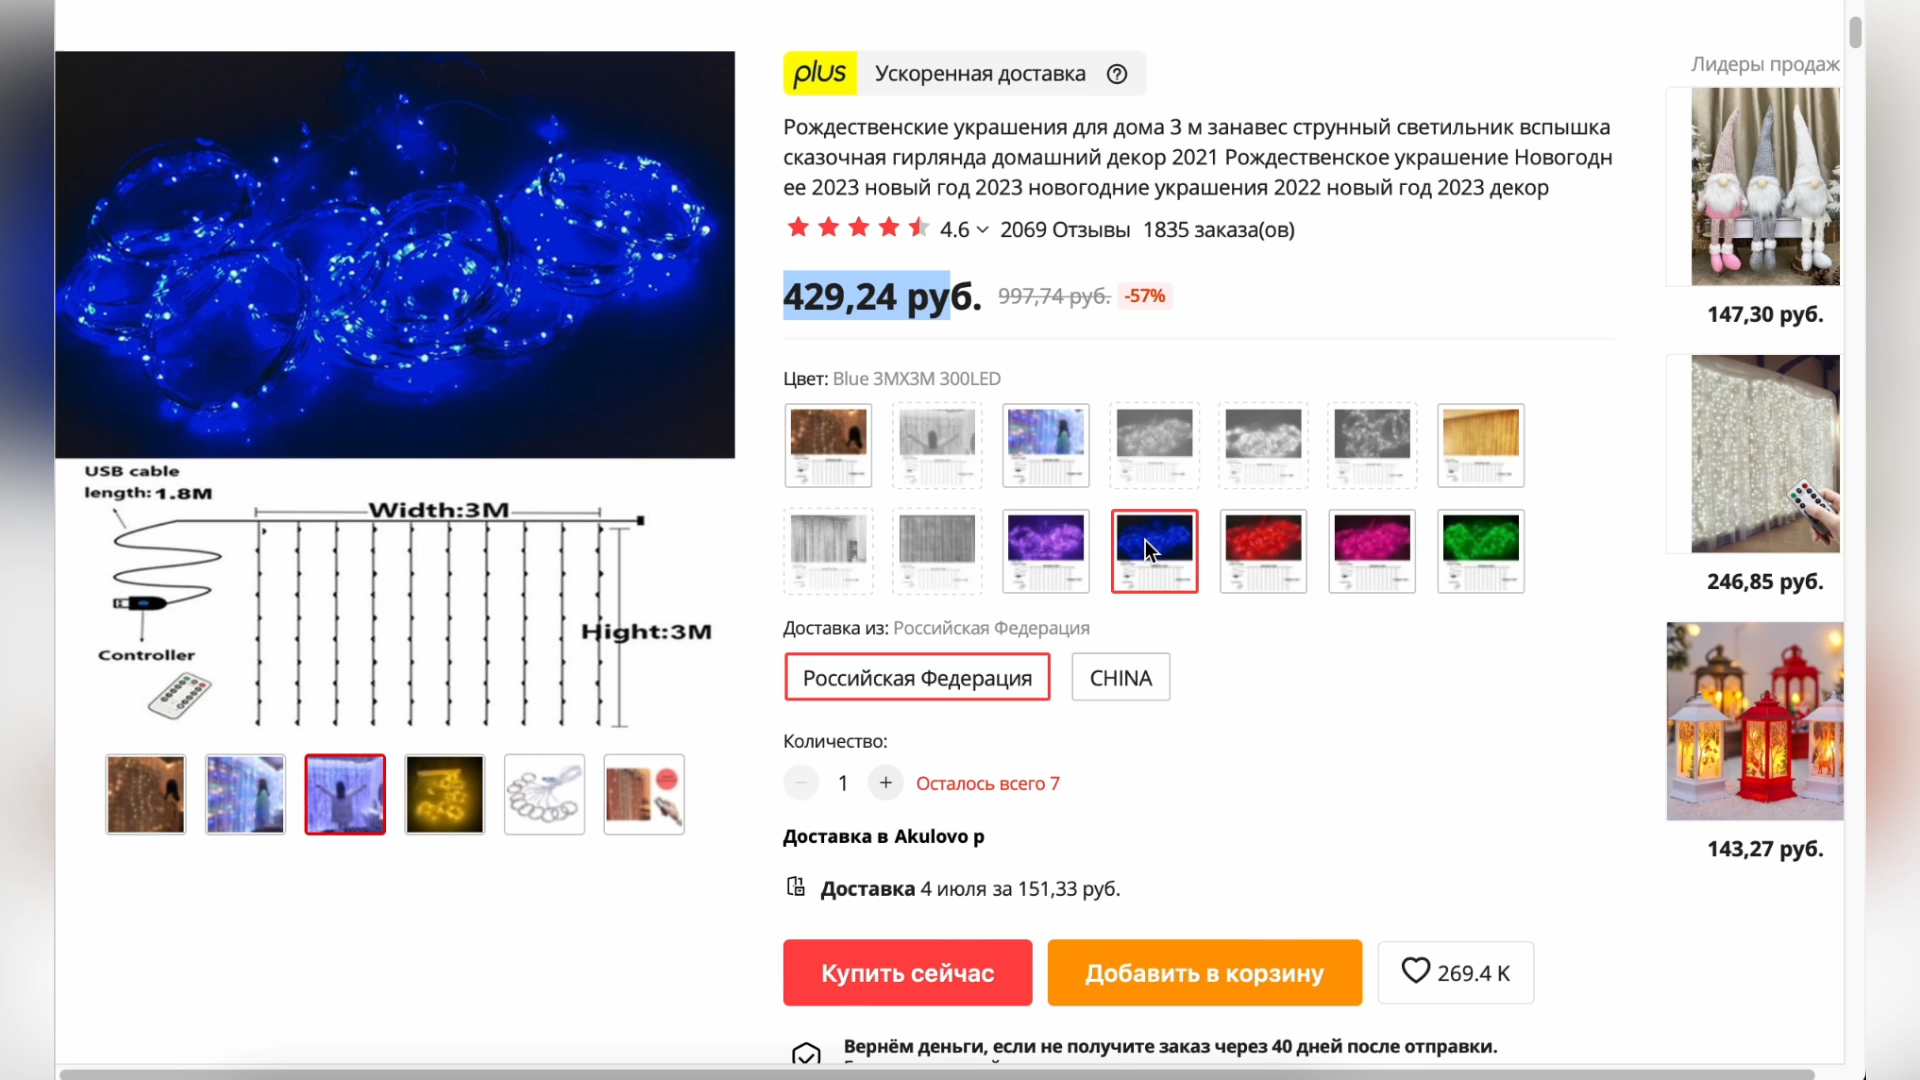 plus Ускоренная доставка
Рождественские украшения для дома 3 м занавес струнный светильник вспышка
сказочная гирлянда домашний декор 2021 Рождественское украшение Новогодн
ее 2023 новый год 2023 новогодние украшения 2022 новый год 2023 декор
4.6 2069 Отзывы 1835 заказа(ов)
429,24 руб. 997,74 руб. -57%
Цвет: Blue 3MX3M 300LED
Доставка из: Российская Федерация
Российская Федерация CHINA
Количество:
1 Осталось всего 7
Доставка в Akulovo p
Доставка 4 июля за 151,33 руб.
Купить сейчас Добавить в корзину 269.4 K
Вернём деньги, если не получите заказ через 40 дней после отправки.
USB cable
length:1.8M
Width:3M
Hight:3M
Controller
Лидеры продаж
147,30 руб.
246,85 руб.
143,27 руб.